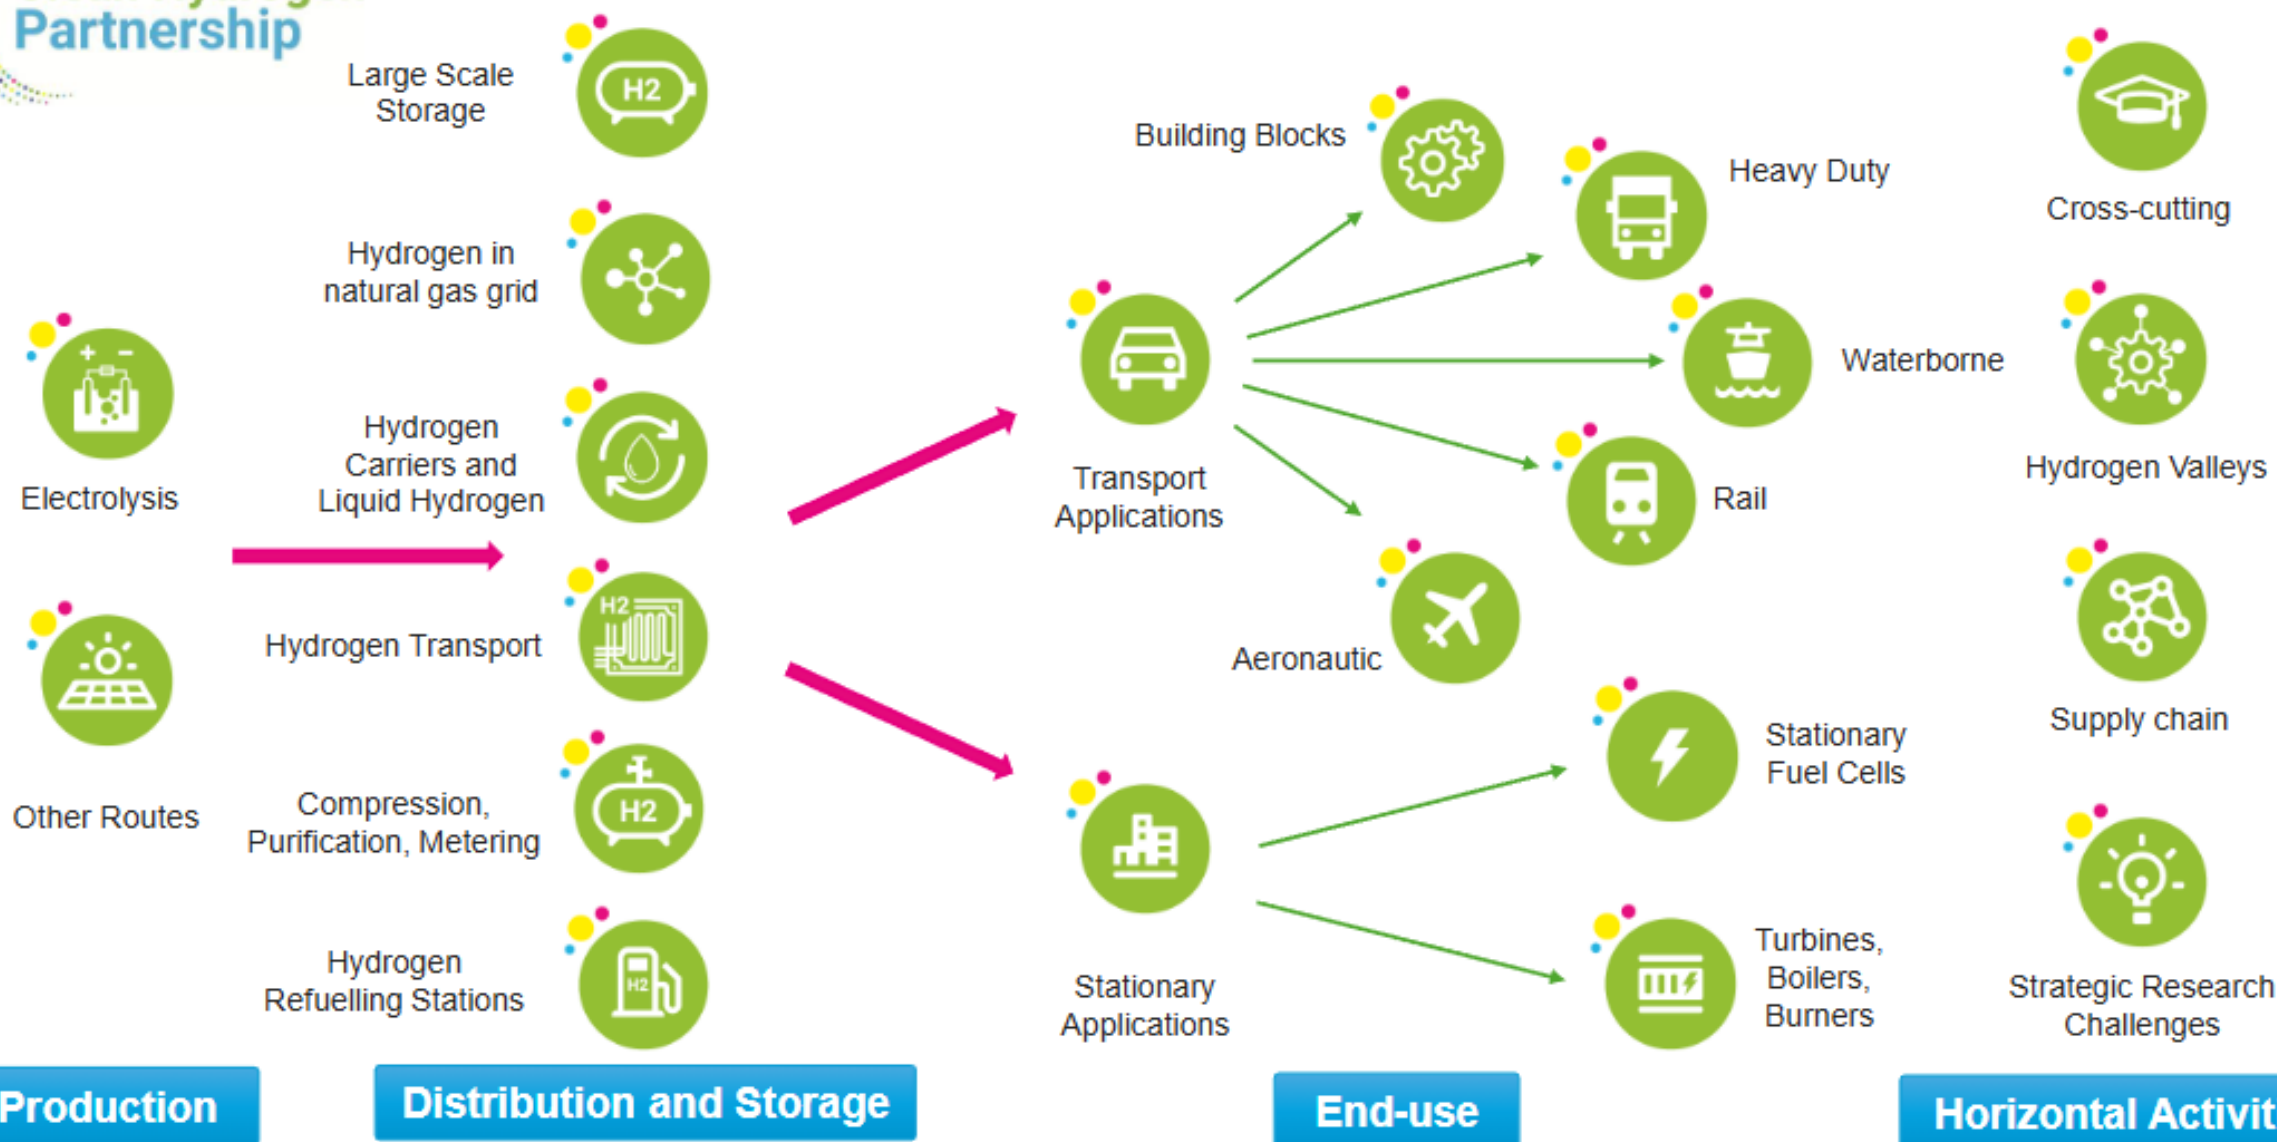 Partnership
Large Scale
Storage
H2
Hydrogen in
natural gas grid
Electrolysis
Hydrogen
Carriers and
Liquid Hydrogen
Hydrogen Transport
H2
Other Routes
Compression,
Purification, Metering
H2
Hydrogen
Refuelling Stations
H2
Building Blocks
Heavy Duty
Waterborne
Transport
Applications
Rail
Aeronautic
Stationary
Fuel Cells
Stationary
Applications
Turbines,
Boilers,
Burners
Cross-cutting
Hydrogen Valleys
Supply chain
Strategic Research
Challenges
Production
Distribution and Storage
End-use
Horizontal Activit